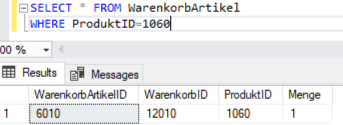 SELECT * FROM WarenkorbArtikel
WHERE ProduktID=1060
00 %
Results Messages
WarenkorbArtikelID WarenkorbID ProduktID Menge
1 6010 12010 1060 1